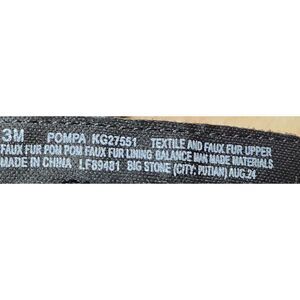 3M POMPA KG27551 TEXTILE AND FAUX FUR UPPER
FAUX FUR POM POM FAUX FUR LINING BALANCE MAN MADE MATERIALS
MADE IN CHINA LF89481 BIG STONE (CITY: PUTIAN) AUG.24